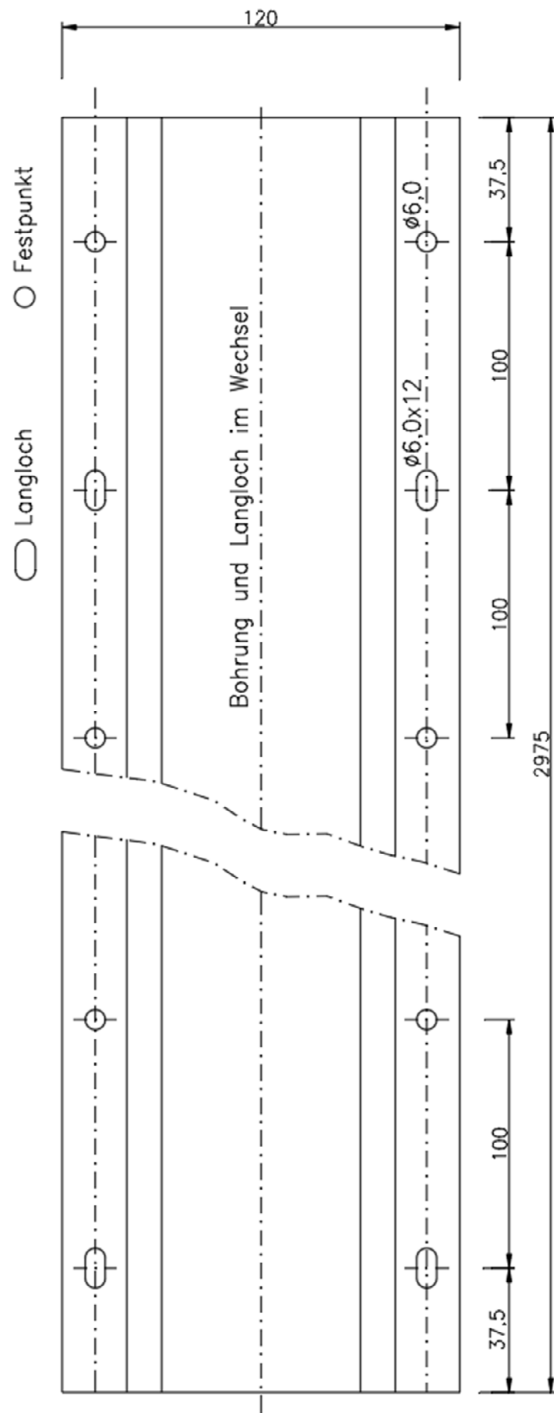 120
Festpunkt
Langloch
Bohrung und Langloch im Wechsel
ø6,0
ø6,0x12
37,5
100
100
2975
100
37,5